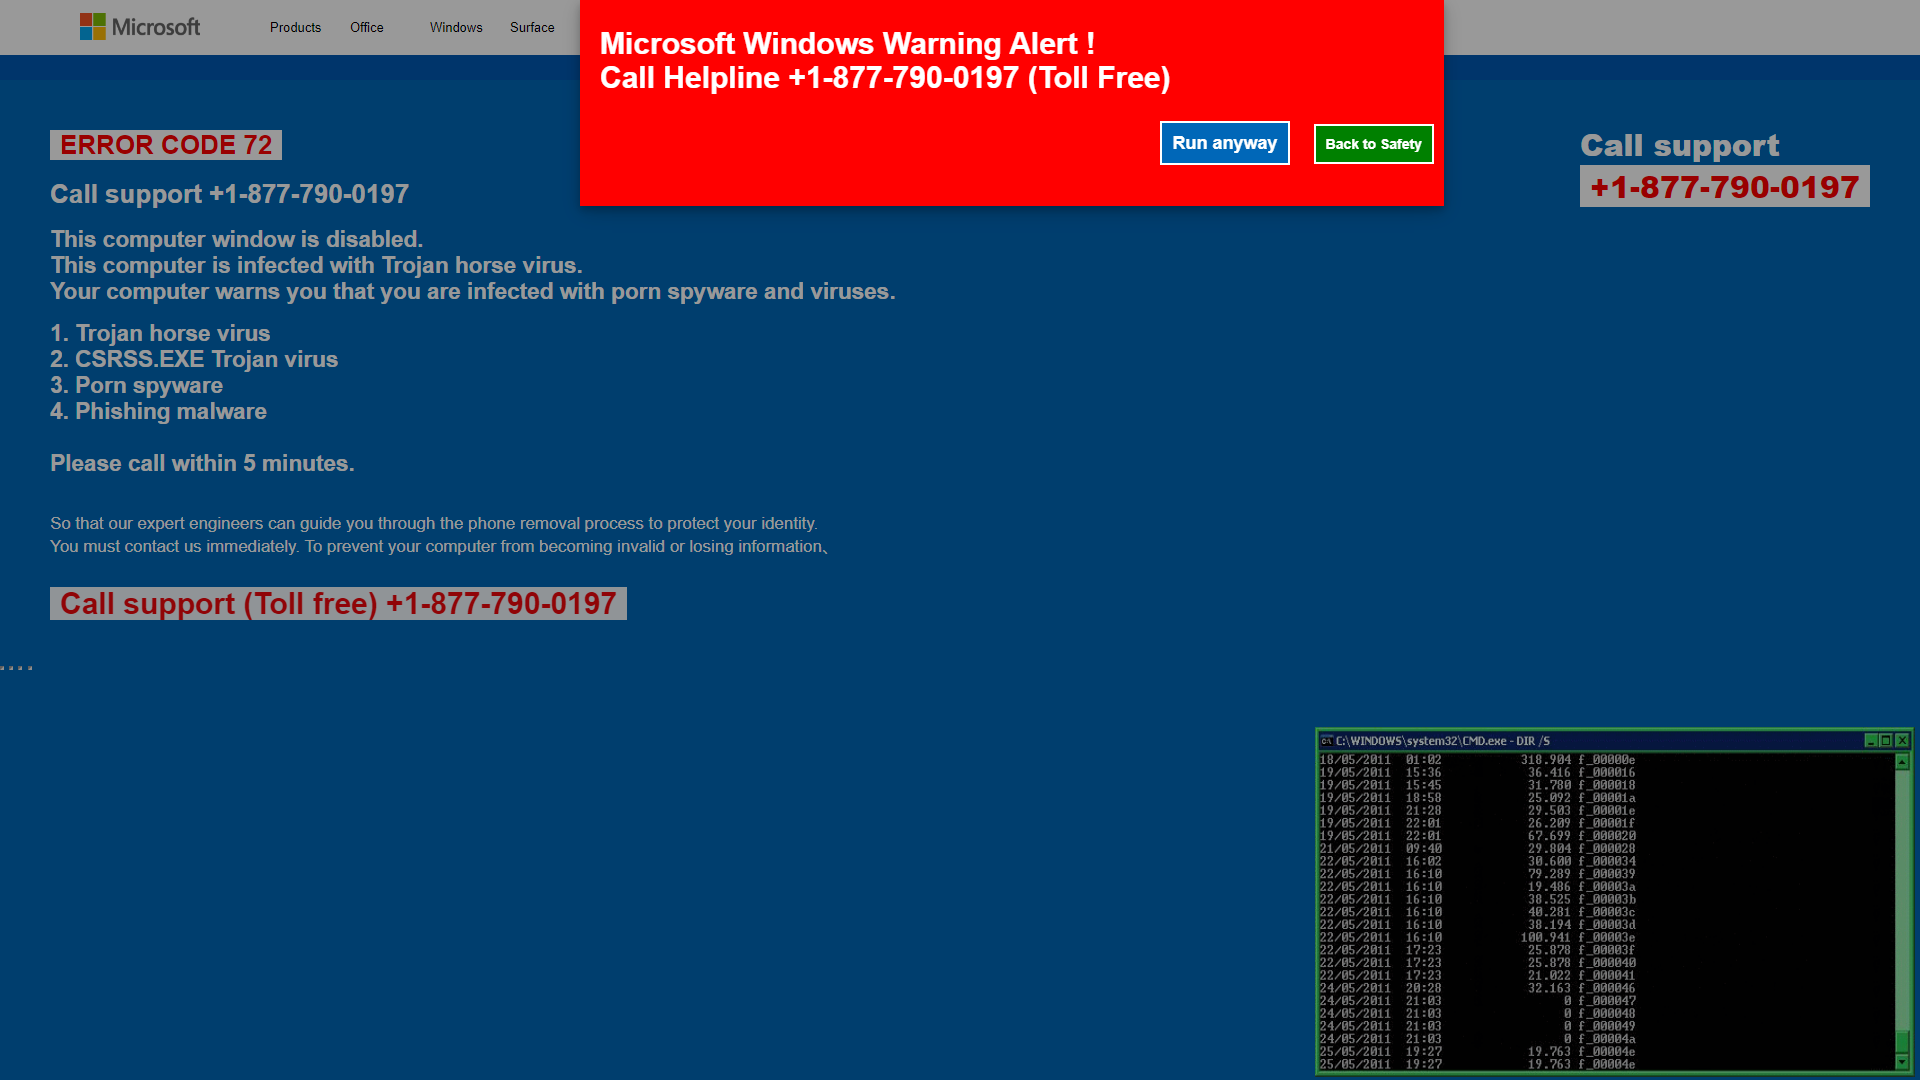 Microsoft
Products
Office
Windows
Surface
Microsoft Windows Warning Alert !
Call Helpline +1-877-790-0197 (Toll Free)
Run anyway
Back to Safety
ERROR CODE 72
Call support +1-877-790-0197
This computer window is disabled.
This computer is infected with Trojan horse virus.
Your computer warns you that you are infected with porn spyware and viruses.
1. Trojan horse virus
2. CSRSS.EXE Trojan virus
3. Porn spyware
4. Phishing malware
Please call within 5 minutes.
So that our expert engineers can guide you through the phone removal process to protect your identity.
You must contact us immediately. To prevent your computer from becoming invalid or losing information、
Call support (Toll free) +1-877-790-0197
Call support
+1-877-790-0197
C:\WINDOWS\system32\CMD.exe - DIR /S
18/05/2011 01:02 318.904 f_00000e
19/05/2011 15:36 36.416 f_000016
19/05/2011 15:45 31.780 f_000018
19/05/2011 18:58 25.092 f_00001a
19/05/2011 21:28 29.503 f_00001e
19/05/2011 22:01 26.209 f_00001f
19/05/2011 22:01 67.699 f_000020
21/05/2011 09:40 29.804 f_000028
22/05/2011 16:02 30.600 f_000034
22/05/2011 16:10 79.289 f_000039
22/05/2011 16:10 19.486 f_00003a
22/05/2011 16:10 38.525 f_00003b
22/05/2011 16:10 40.281 f_00003c
22/05/2011 16:10 38.194 f_00003d
22/05/2011 16:10 100.941 f_00003e
22/05/2011 17:23 25.878 f_00003f
22/05/2011 17:23 25.878 f_000040
22/05/2011 17:23 21.022 f_000041
24/05/2011 20:28 32.163 f_000046
24/05/2011 21:03 0 f_000047
24/05/2011 21:03 0 f_000048
24/05/2011 21:03 0 f_000049
24/05/2011 21:03 0 f_00004a
25/05/2011 19:27 19.763 f_00004e
25/05/2011 19:27 19.763 f_00004e